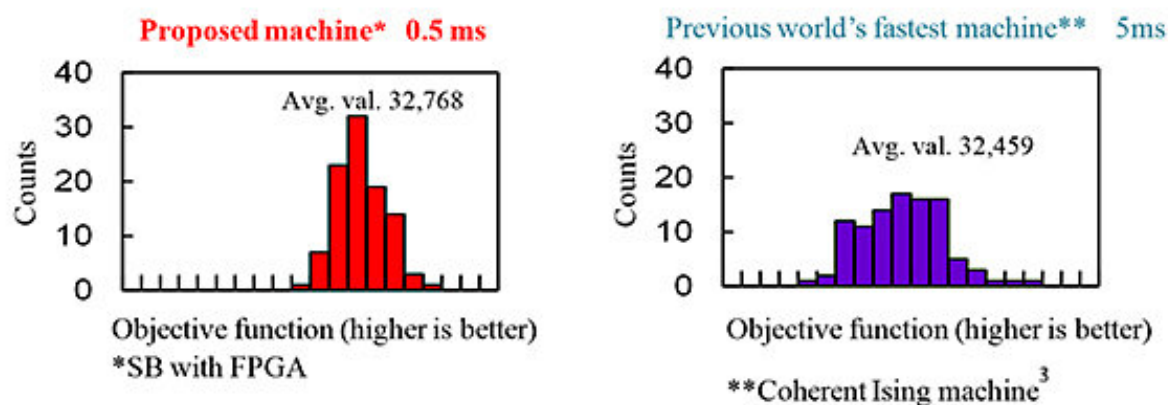 Proposed machine* 0.5 ms
40
30
20
10
0
Counts
Avg. val. 32,768
Objective function (higher is better)
*SB with FPGA
Previous world's fastest machine** 5ms
40
30
20
10
0
Counts
Avg. val. 32,459
Objective function (higher is better)
**Coherent Ising machine³